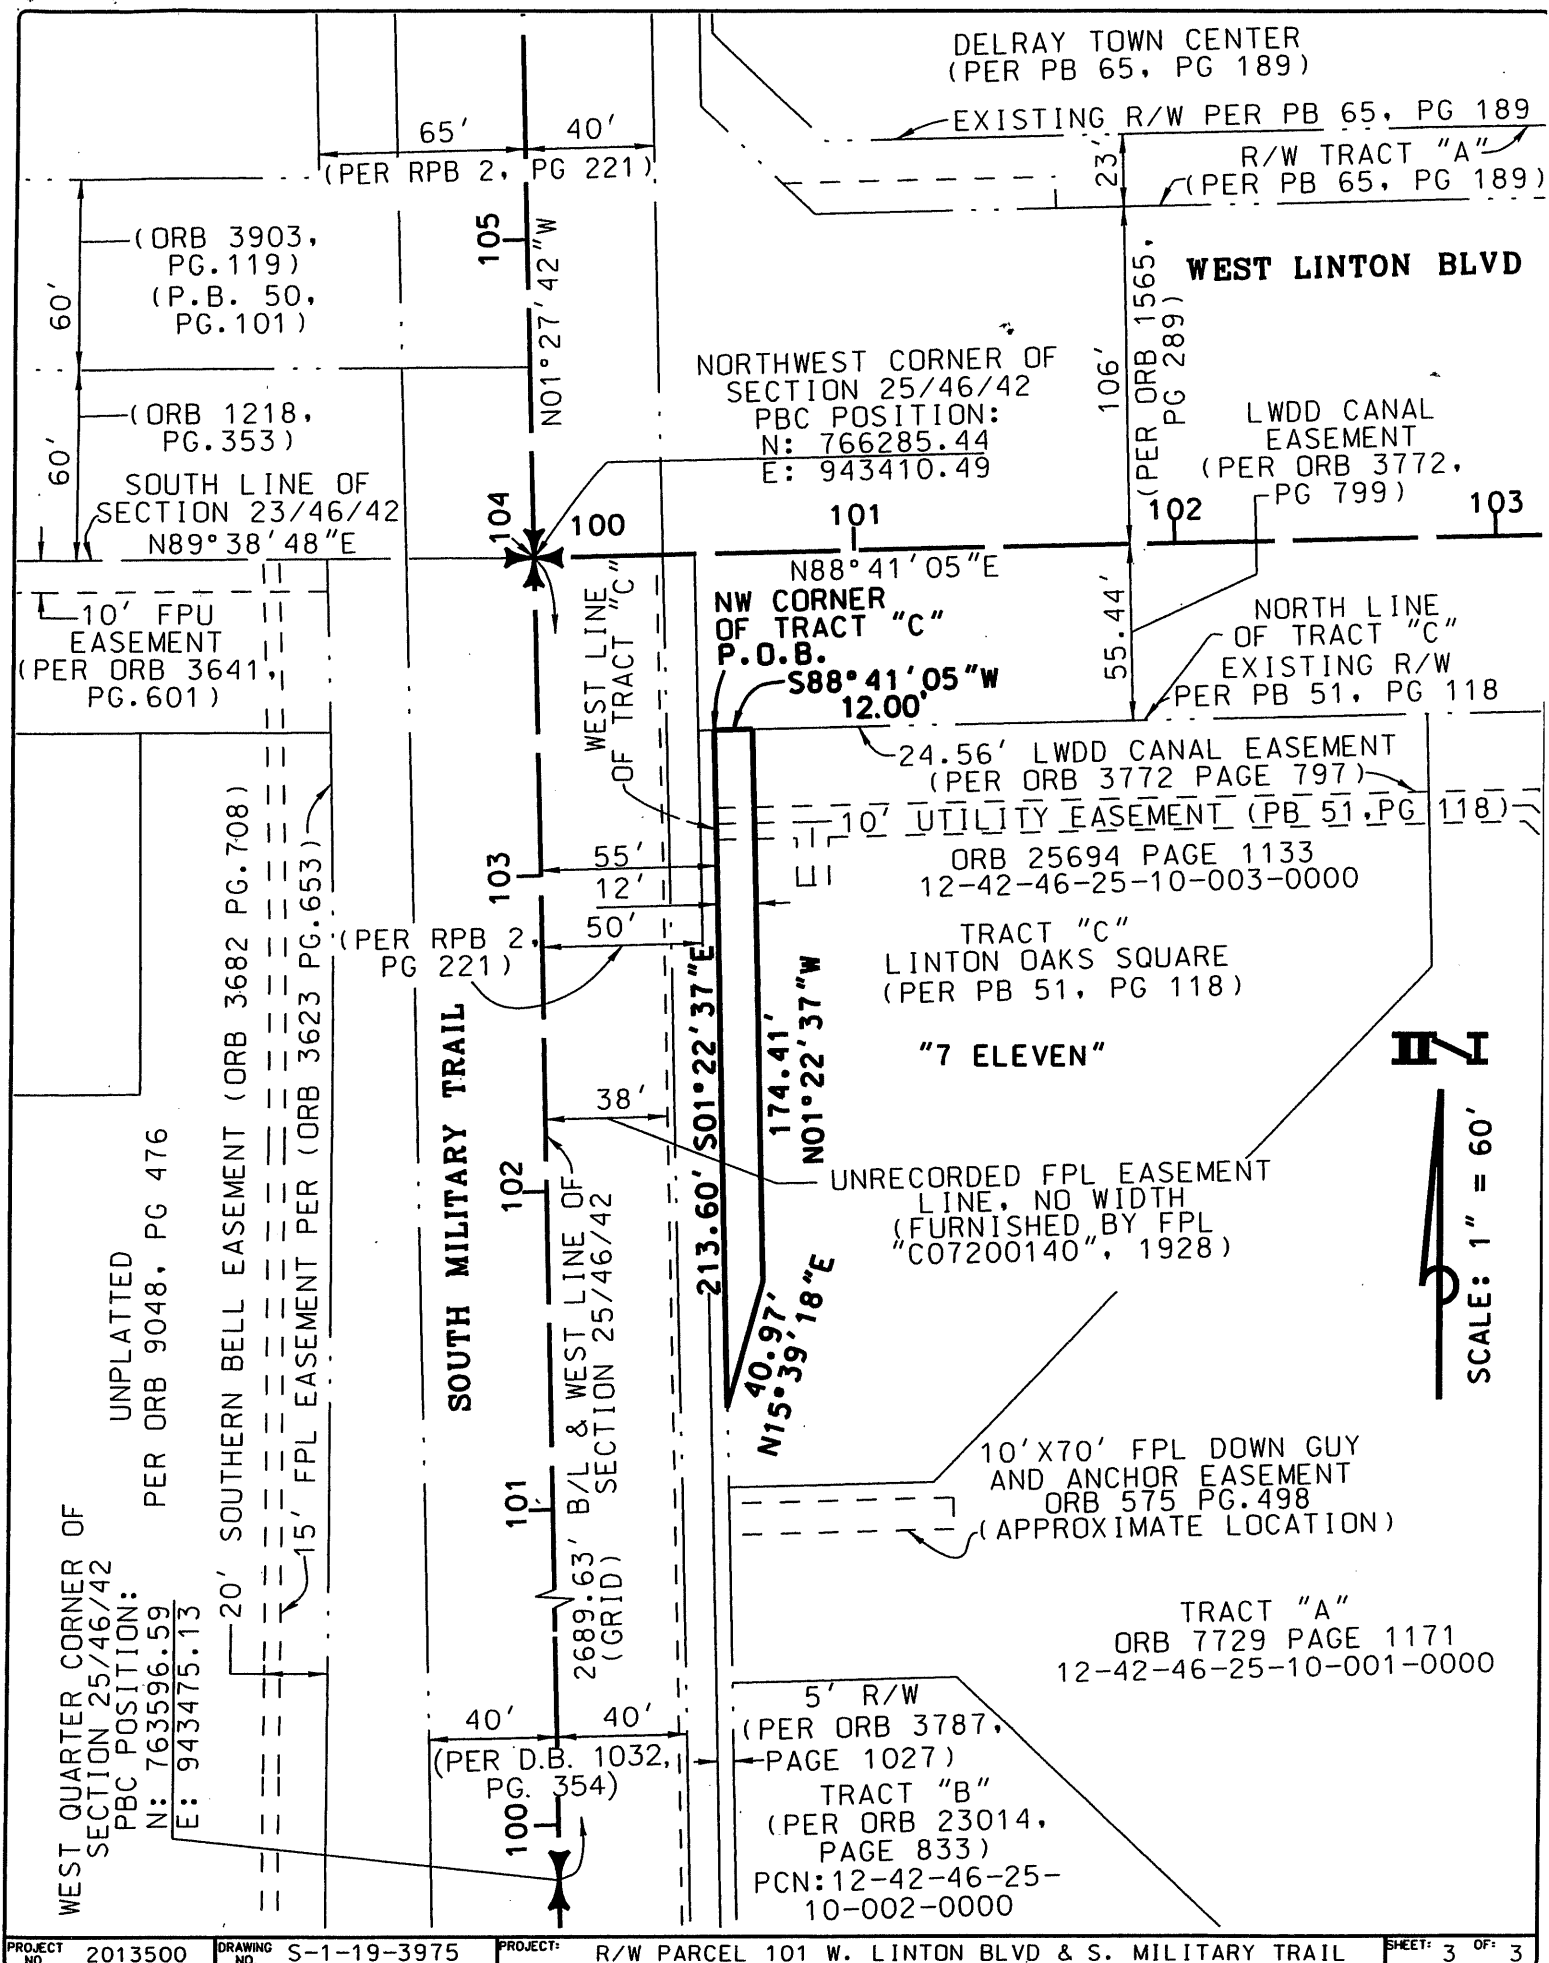 DELRAY TOWN CENTER
(PER PB 65, PG 189)
EXISTING R/W PER PB 65, PG 189
R/W TRACT "A"
(PER PB 65, PG 189)
23'
65'
40'
(PER RPB 2, PG 221)
105
N01°27'42"W
(ORB 3903,
PG.119)
(P.B. 50,
PG.101)
60'
WEST LINTON BLVD
106'
(PER ORB 1565,
PG 289)
NORTHWEST CORNER OF
SECTION 25/46/42
PBC POSITION:
N: 766285.44
E: 943410.49
(ORB 1218,
PG.353)
60'
LWDD CANAL
EASEMENT
(PER ORB 3772,
PG 799)
SOUTH LINE OF
SECTION 23/46/42
N89°38'48"E
104
100
101
102
103
N88°41'05"E
10' FPU
EASEMENT
(PER ORB 3641,
PG.601)
WEST LINE
OF TRACT "C"
NW CORNER
OF TRACT "C"
P.O.B.
S88°41'05"W
12.00'
55.44'
NORTH LINE
OF TRACT "C"
EXISTING R/W
PER PB 51, PG 118
24.56' LWDD CANAL EASEMENT
(PER ORB 3772 PAGE 797)
10' UTILITY EASEMENT (PB 51,PG 118)
ORB 25694 PAGE 1133
12-42-46-25-10-003-0000
103
55'
12'
50'
(PER RPB 2,
PG 221)
TRACT "C"
LINTON OAKS SQUARE
(PER PB 51, PG 118)
"7 ELEVEN"
213.60' S01°22'37"E
174.41'
N01°22'37"W
SOUTH MILITARY TRAIL
38'
102
UNRECORDED FPL EASEMENT
LINE, NO WIDTH
(FURNISHED BY FPL
"C07200140", 1928)
SCALE: 1" = 60'
40.97'
N15°39'18"E
UNPLATTED
PER ORB 9048, PG 476
20' SOUTHERN BELL EASEMENT (ORB 3682 PG.708)
15' FPL EASEMENT PER (ORB 3623 PG.653)
2689.63' B/L & WEST LINE OF
(GRID) SECTION 25/46/42
101
10'X70' FPL DOWN GUY
AND ANCHOR EASEMENT
ORB 575 PG.498
(APPROXIMATE LOCATION)
WEST QUARTER CORNER OF
SECTION 25/46/42
PBC POSITION:
N: 763596.59
E: 943475.13
TRACT "A"
ORB 7729 PAGE 1171
12-42-46-25-10-001-0000
40'
40'
(PER D.B. 1032,
PG. 354)
100
5' R/W
(PER ORB 3787,
PAGE 1027)
TRACT "B"
(PER ORB 23014,
PAGE 833)
PCN:12-42-46-25-
10-002-0000
PROJECT NO. 2013500
DRAWING NO. S-1-19-3975
PROJECT: R/W PARCEL 101 W. LINTON BLVD & S. MILITARY TRAIL
SHEET: 3 OF: 3